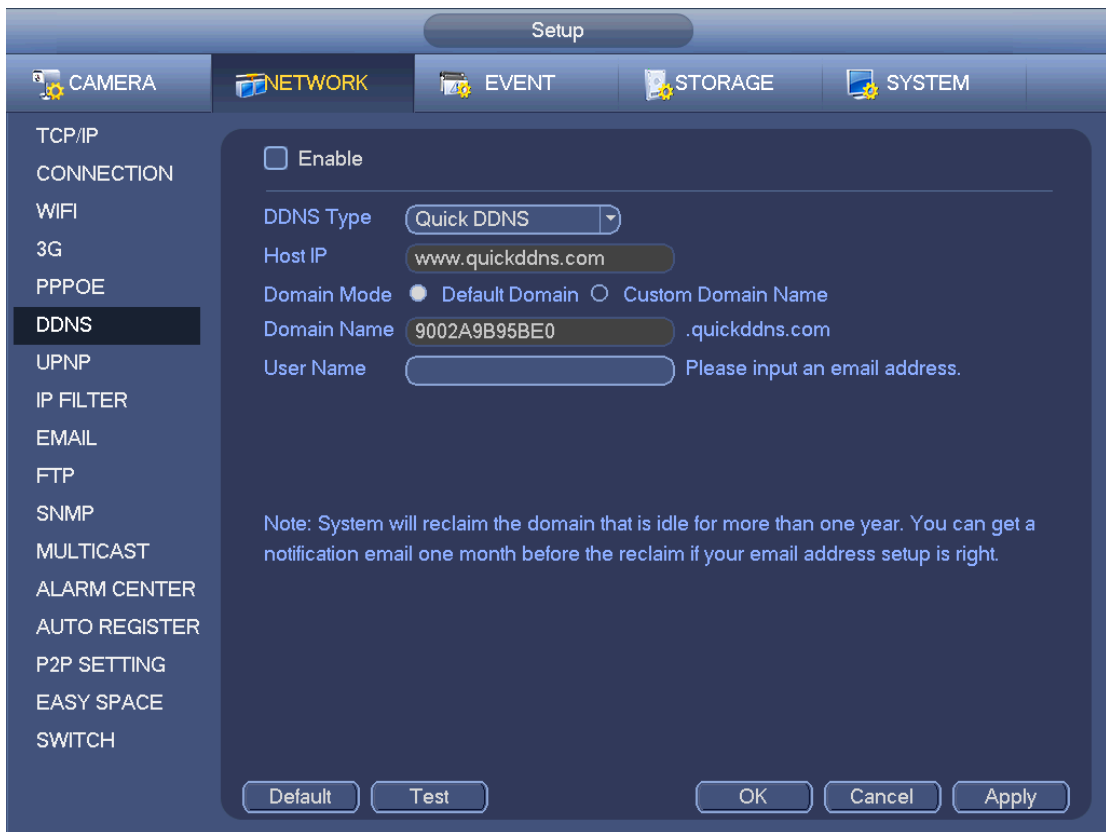 Setup
CAMERA NETWORK EVENT STORAGE SYSTEM
TCP/IP
CONNECTION
WIFI
3G
PPPOE
DDNS
UPNP
IP FILTER
EMAIL
FTP
SNMP
MULTICAST
ALARM CENTER
AUTO REGISTER
P2P SETTING
EASY SPACE
SWITCH
Enable
DDNS Type Quick DDNS
Host IP www.quickddns.com
Domain Mode Default Domain Custom Domain Name
Domain Name 9002A9B95BE0 .quickddns.com
User Name Please input an email address.
Note: System will reclaim the domain that is idle for more than one year. You can get a
notification email one month before the reclaim if your email address setup is right.
Default Test OK Cancel Apply